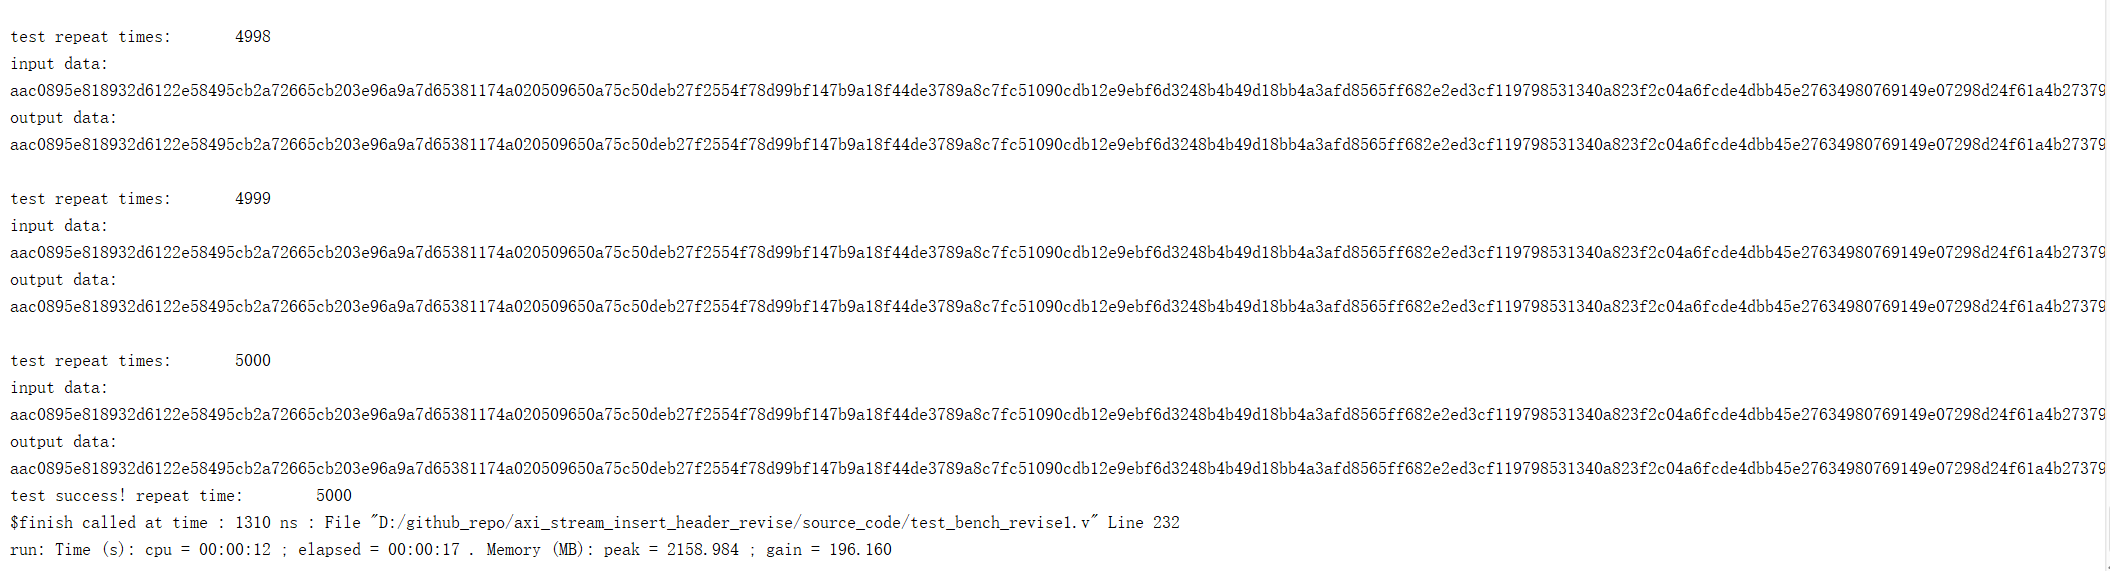 test repeat times:       4998
input data:
aac0895e818932d6122e58495cb2a72665cb203e96a9a7d65381174a020509650a75c50deb27f2554f78d99bf147b9a18f44de3789a8c7fc51090cdb12e9ebf6d3248b4b49d18bb4a3afd8565ff682e2ed3cf119798531340a823f2c04a6fcde4dbb45e27634980769149e07298d24f61a4b27379
output data:
aac0895e818932d6122e58495cb2a72665cb203e96a9a7d65381174a020509650a75c50deb27f2554f78d99bf147b9a18f44de3789a8c7fc51090cdb12e9ebf6d3248b4b49d18bb4a3afd8565ff682e2ed3cf119798531340a823f2c04a6fcde4dbb45e27634980769149e07298d24f61a4b27379
test repeat times:       4999
input data:
aac0895e818932d6122e58495cb2a72665cb203e96a9a7d65381174a020509650a75c50deb27f2554f78d99bf147b9a18f44de3789a8c7fc51090cdb12e9ebf6d3248b4b49d18bb4a3afd8565ff682e2ed3cf119798531340a823f2c04a6fcde4dbb45e27634980769149e07298d24f61a4b27379
output data:
aac0895e818932d6122e58495cb2a72665cb203e96a9a7d65381174a020509650a75c50deb27f2554f78d99bf147b9a18f44de3789a8c7fc51090cdb12e9ebf6d3248b4b49d18bb4a3afd8565ff682e2ed3cf119798531340a823f2c04a6fcde4dbb45e27634980769149e07298d24f61a4b27379
test repeat times:       5000
input data:
aac0895e818932d6122e58495cb2a72665cb203e96a9a7d65381174a020509650a75c50deb27f2554f78d99bf147b9a18f44de3789a8c7fc51090cdb12e9ebf6d3248b4b49d18bb4a3afd8565ff682e2ed3cf119798531340a823f2c04a6fcde4dbb45e27634980769149e07298d24f61a4b27379
output data:
aac0895e818932d6122e58495cb2a72665cb203e96a9a7d65381174a020509650a75c50deb27f2554f78d99bf147b9a18f44de3789a8c7fc51090cdb12e9ebf6d3248b4b49d18bb4a3afd8565ff682e2ed3cf119798531340a823f2c04a6fcde4dbb45e27634980769149e07298d24f61a4b27379
test success! repeat time:        5000
$finish called at time : 1310 ns : File "D:/github_repo/axi_stream_insert_header_revise/source_code/test_bench_revise1.v" Line 232
run: Time (s): cpu = 00:00:12 ; elapsed = 00:00:17 . Memory (MB): peak = 2158.984 ; gain = 196.160